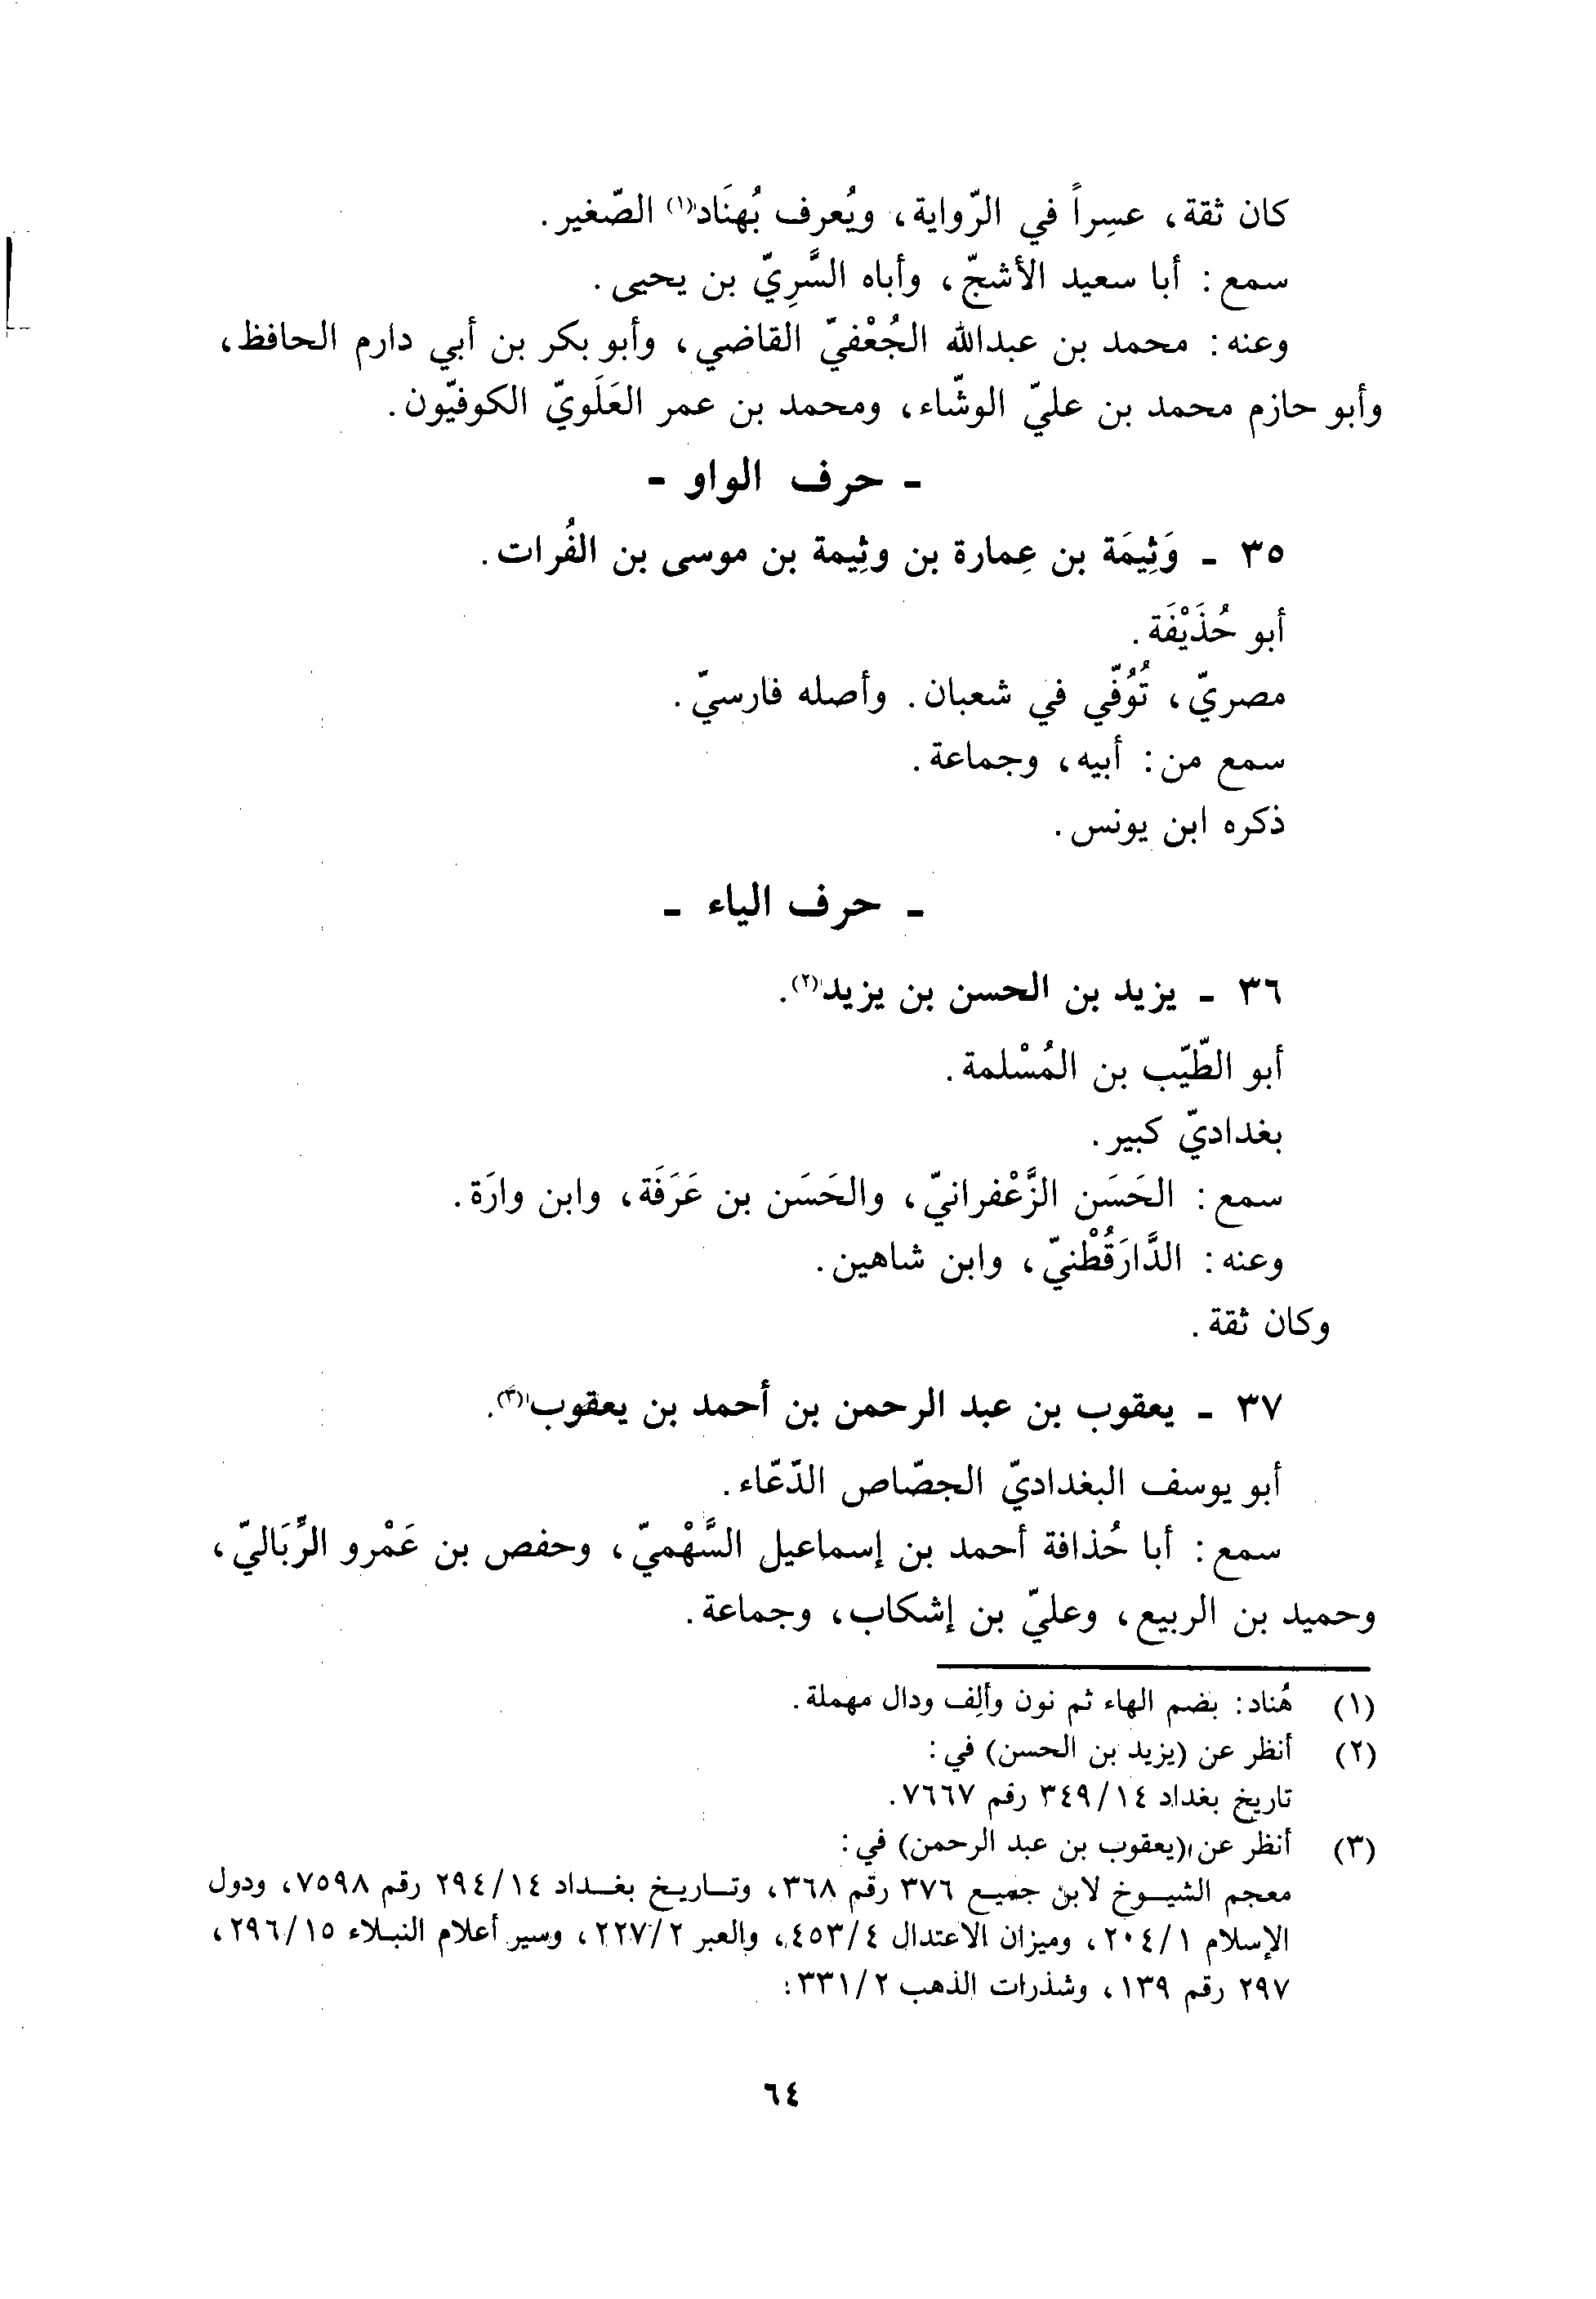 كان ثقة، عسِراً في الرّواية، ويُعرف بُهنَاد(١) الصّغير.
سمع: أبا سعيد الأشجّ، وأباه السَّرِيّ بن يحيى.
وعنه: محمد بن عبدالله الجُعْفيّ القاضي، وأبو بكر بن أبي دارم الحافظ،
وأبو حازم محمد بن عليّ الوشّاء، ومحمد بن عمر العَلَويّ الكوفيّون.
- حرف الواو -
٣٥ - وَثِيمَة بن عِمارة بن وثِيمة بن موسى بن الفُرات.
أبو حُذَيْفَة.
مصريّ، تُوُفّي في شعبان. وأصله فارسيّ.
سمع من: أبيه، وجماعة.
ذكره ابن يونس.
- حرف الياء -
٣٦ - يزيد بن الحسن بن يزيد(٢).
أبو الطّيّب بن المُسْلمة.
بغداديّ كبير.
سمع: الحَسَن الزَّعْفرانيّ، والحَسَن بن عَرَفَة، وابن وارَة.
وعنه: الدَّارَقُطْنيّ، وابن شاهين.
وكان ثقة.
٣٧ - يعقوب بن عبد الرحمن بن أحمد بن يعقوب(٣).
أبو يوسف البغداديّ الجصّاص الدّعّاء.
سمع: أبا حُذافة أحمد بن إسماعيل السَّهْميّ، وحفص بن عَمْرو الرَّبَاليّ،
وحميد بن الربيع، وعليّ بن إشكاب، وجماعة.
(١) هُناد: بضم الهاء ثم نون وألِف ودال مهملة.
(٢) أنظر عن (يزيد بن الحسن) في:
تاريخ بغداد ٣٤٩/١٤ رقم ٧٦٦٧.
(٣) أنظر عن (يعقوب بن عبد الرحمن) في:
معجم الشيوخ لابن جميع ٣٧٦ رقم ٣٦٨، وتاريخ بغداد ٢٩٤/١٤ رقم ٧٥٩٨، ودول
الإسلام ٢٠٤/١، وميزان الاعتدال ٤٥٣/٤، والعبر ٢٢٧/٢، وسير أعلام النبلاء ٢٩٦/١٥،
٢٩٧ رقم ١٣٩، وشذرات الذهب ٣٣١/٢:
٦٤